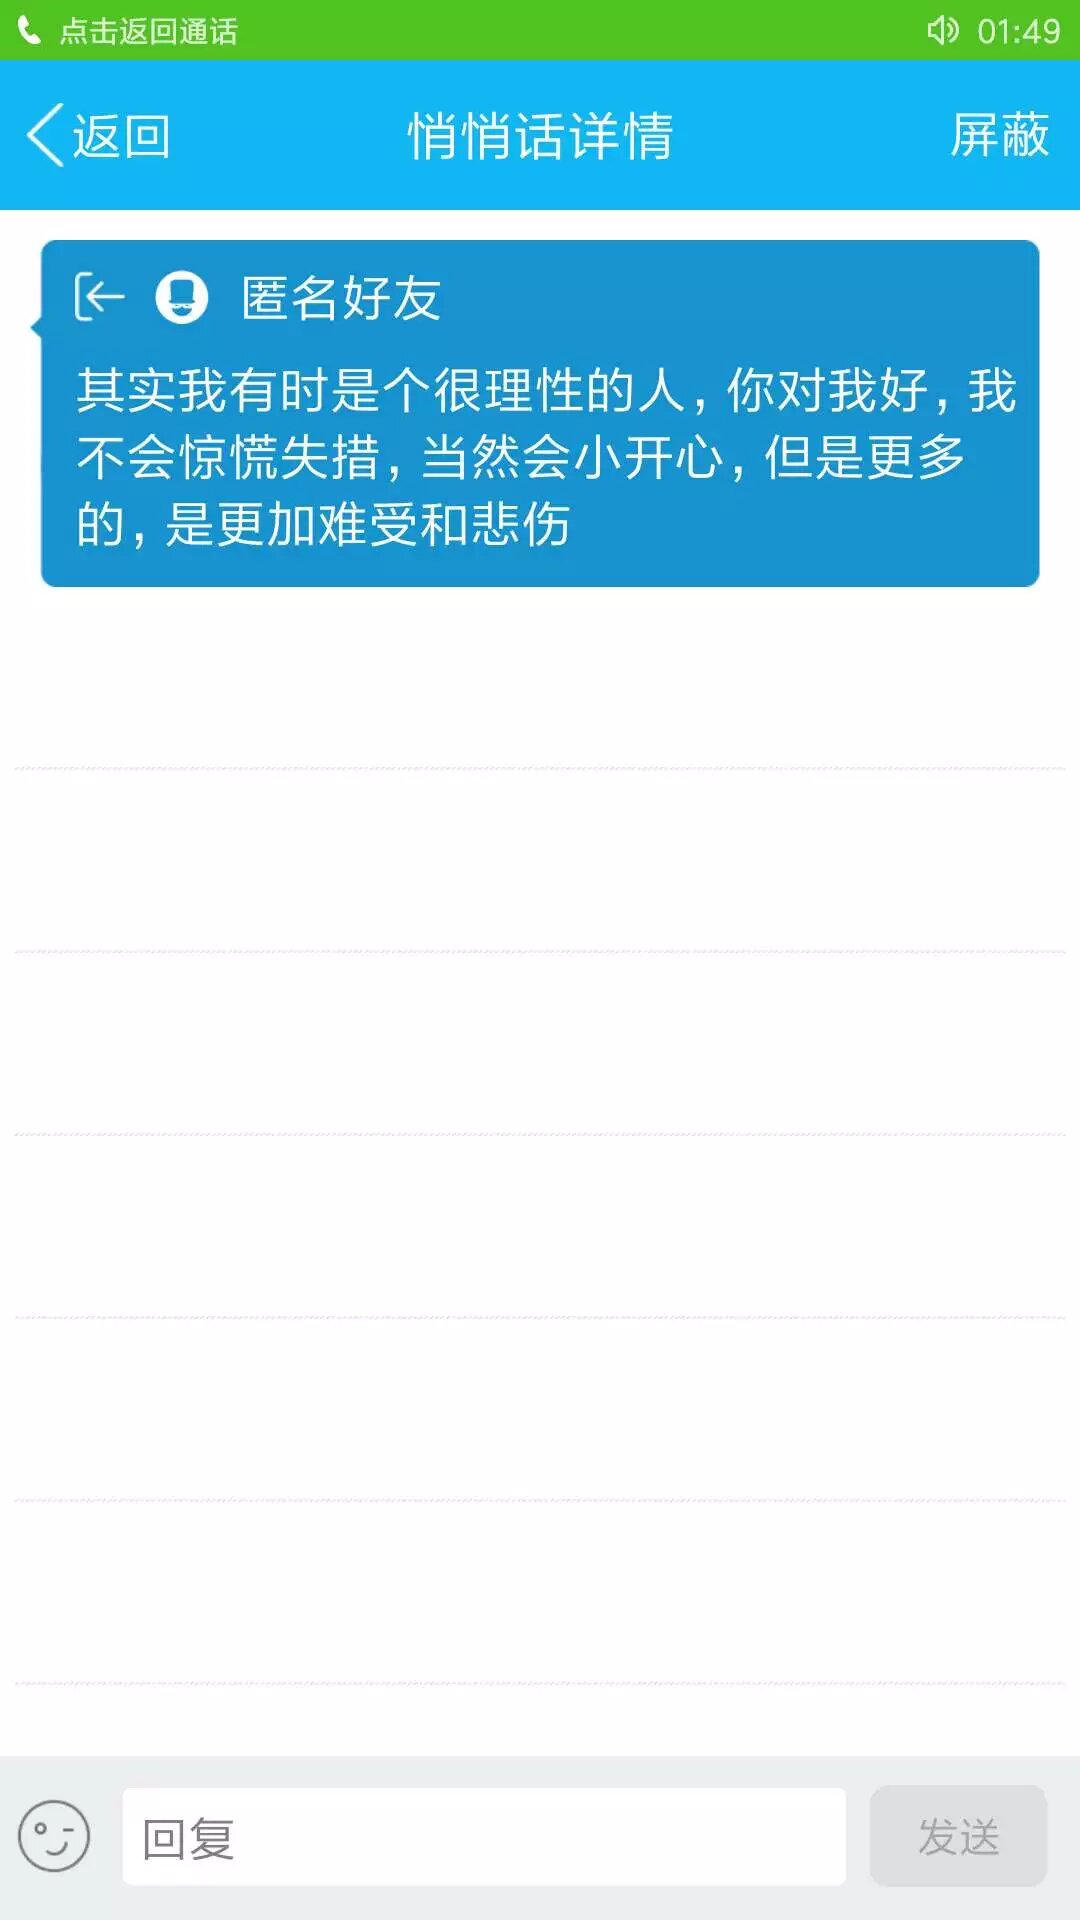 点击返回通话 01:49
返回 悄悄话详情 屏蔽
匿名好友
其实我有时是个很理性的人，你对我好，我
不会惊慌失措，当然会小开心，但是更多
的，是更加难受和悲伤
回复 发送